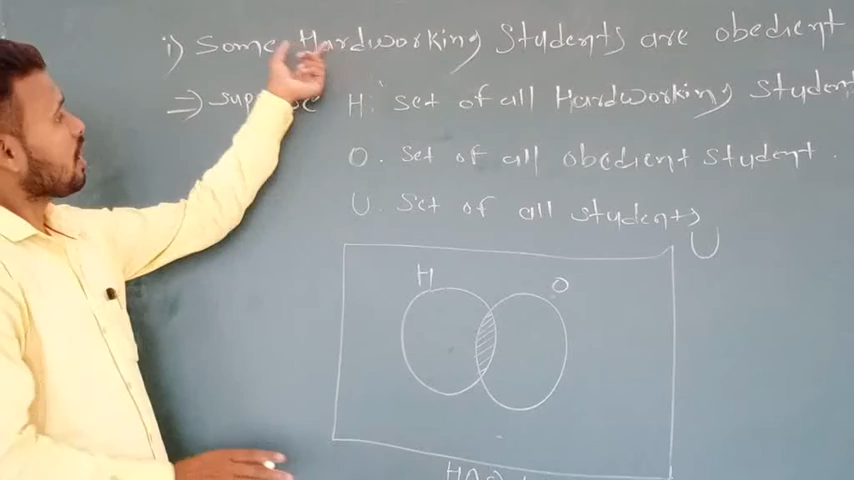 i) Some Hardworking Students are obedient
=> suppose H: set of all Hardworking Student
O. set of all obedient student.
U. Set of all students
U
H
O